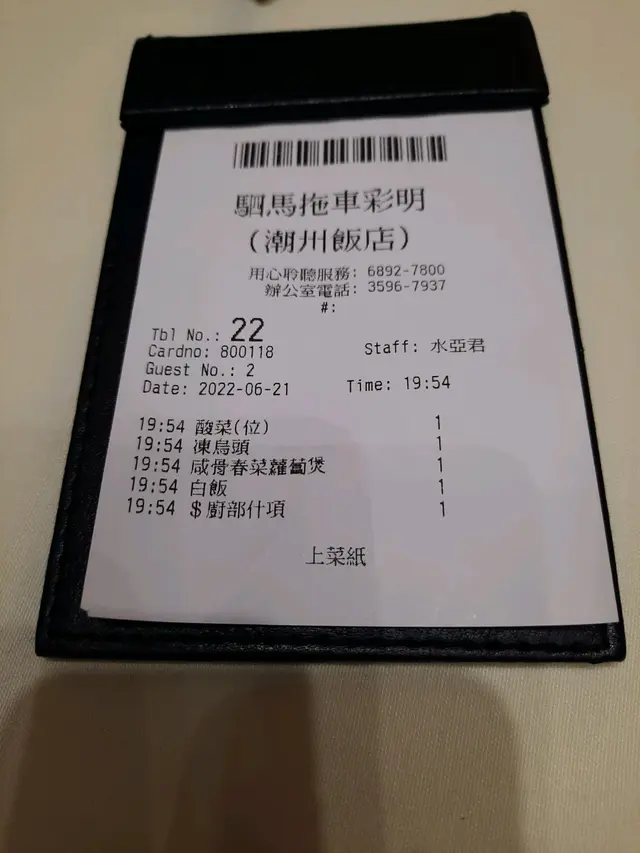 駟馬拖車彩明
(潮州飯店)
用心聆聽服務: 6892-7800
辦公室電話: 3596-7937
#:
Tbl No.: 22
Cardno: 800118 Staff: 水亞君
Guest No.: 2
Date: 2022-06-21 Time: 19:54
19:54 酸菜(位) 1
19:54 凍烏頭 1
19:54 咸骨春菜蘿蔔煲 1
19:54 白飯 1
19:54 $廚部什項 1
上菜紙